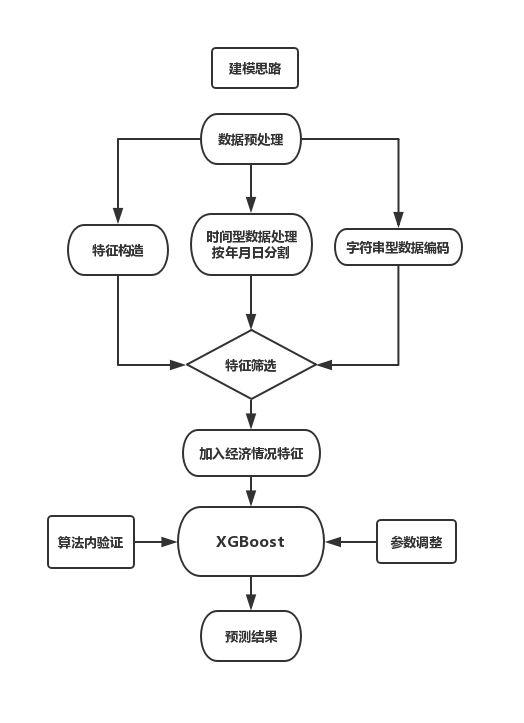 建模思路
数据预处理
特征构造
时间型数据处理
按年月日分割
字符串型数据编码
特征筛选
加入经济情况特征
算法内验证
XGBoost
参数调整
预测结果